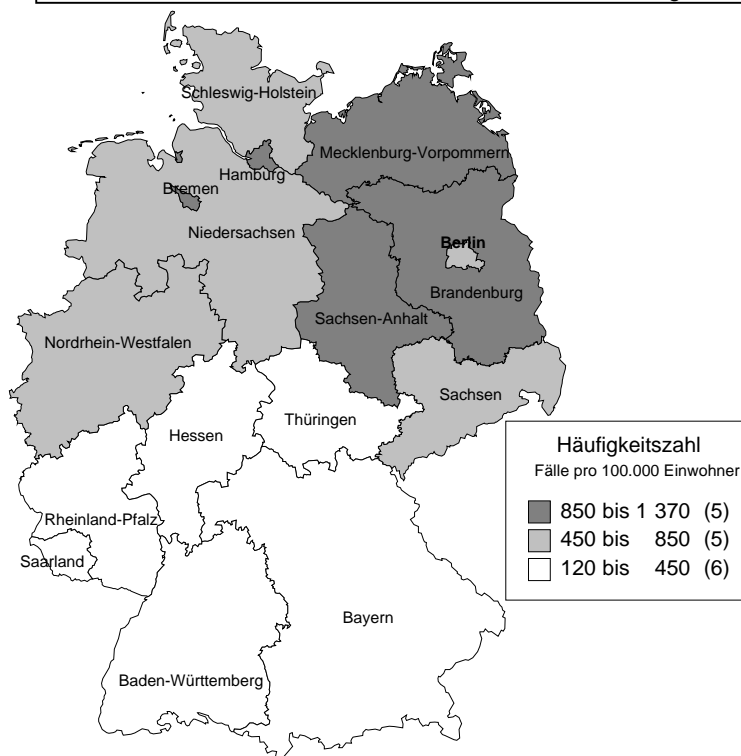 Schleswig-Holstein
Mecklenburg-Vorpommern
Hamburg
Bremen
Niedersachsen
Berlin
Brandenburg
Sachsen-Anhalt
Nordrhein-Westfalen
Sachsen
Thüringen
Hessen
Häufigkeitszahl
Fälle pro 100.000 Einwohner
850 bis 1 370 (5)
450 bis 850 (5)
120 bis 450 (6)
Rheinland-Pfalz
Saarland
Bayern
Baden-Württemberg